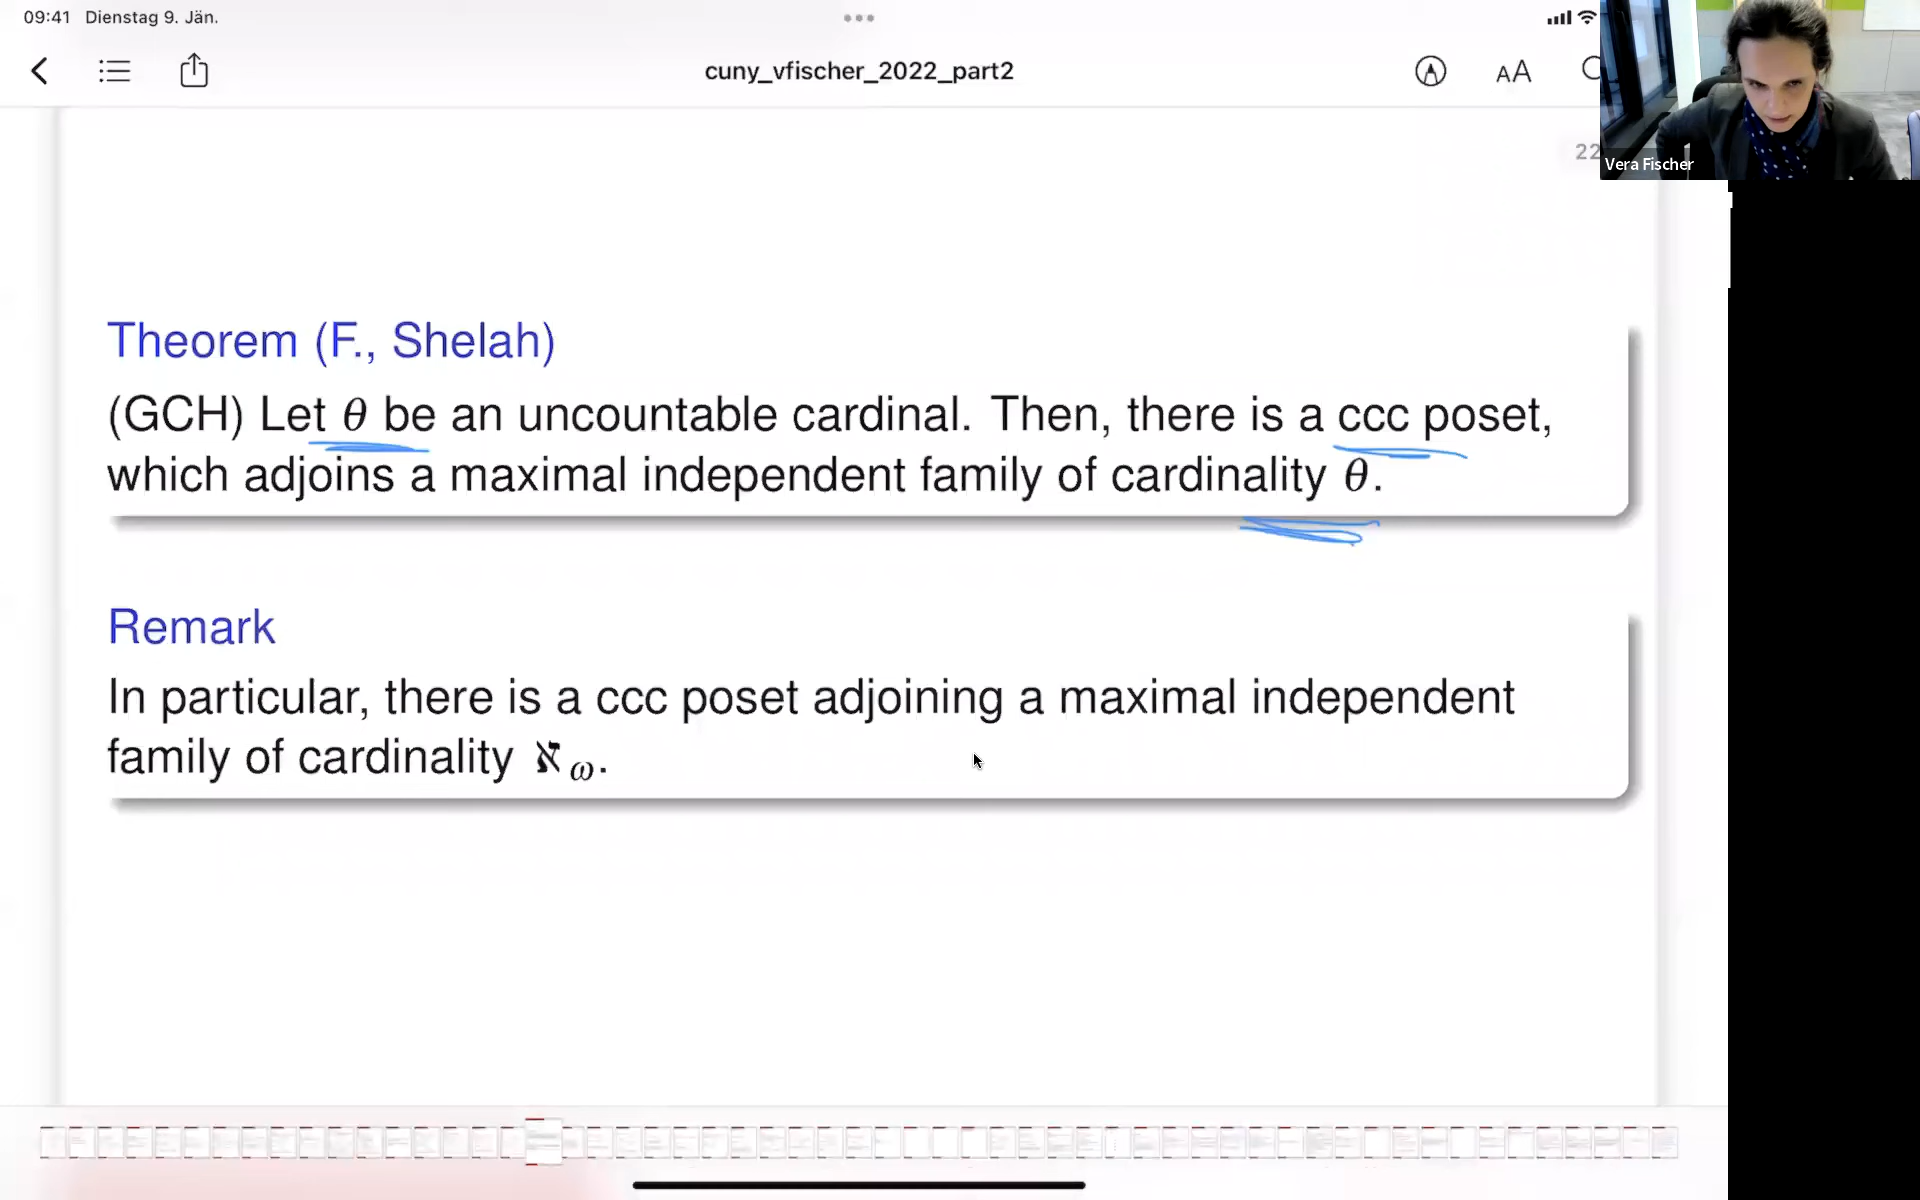 09:41 Dienstag 9. Jän.
cuny_vfischer_2022_part2
AA
22
Vera Fischer
Theorem (F., Shelah)
(GCH) Let θ be an uncountable cardinal. Then, there is a ccc poset,
which adjoins a maximal independent family of cardinality θ.
Remark
In particular, there is a ccc poset adjoining a maximal independent
family of cardinality ℵω.